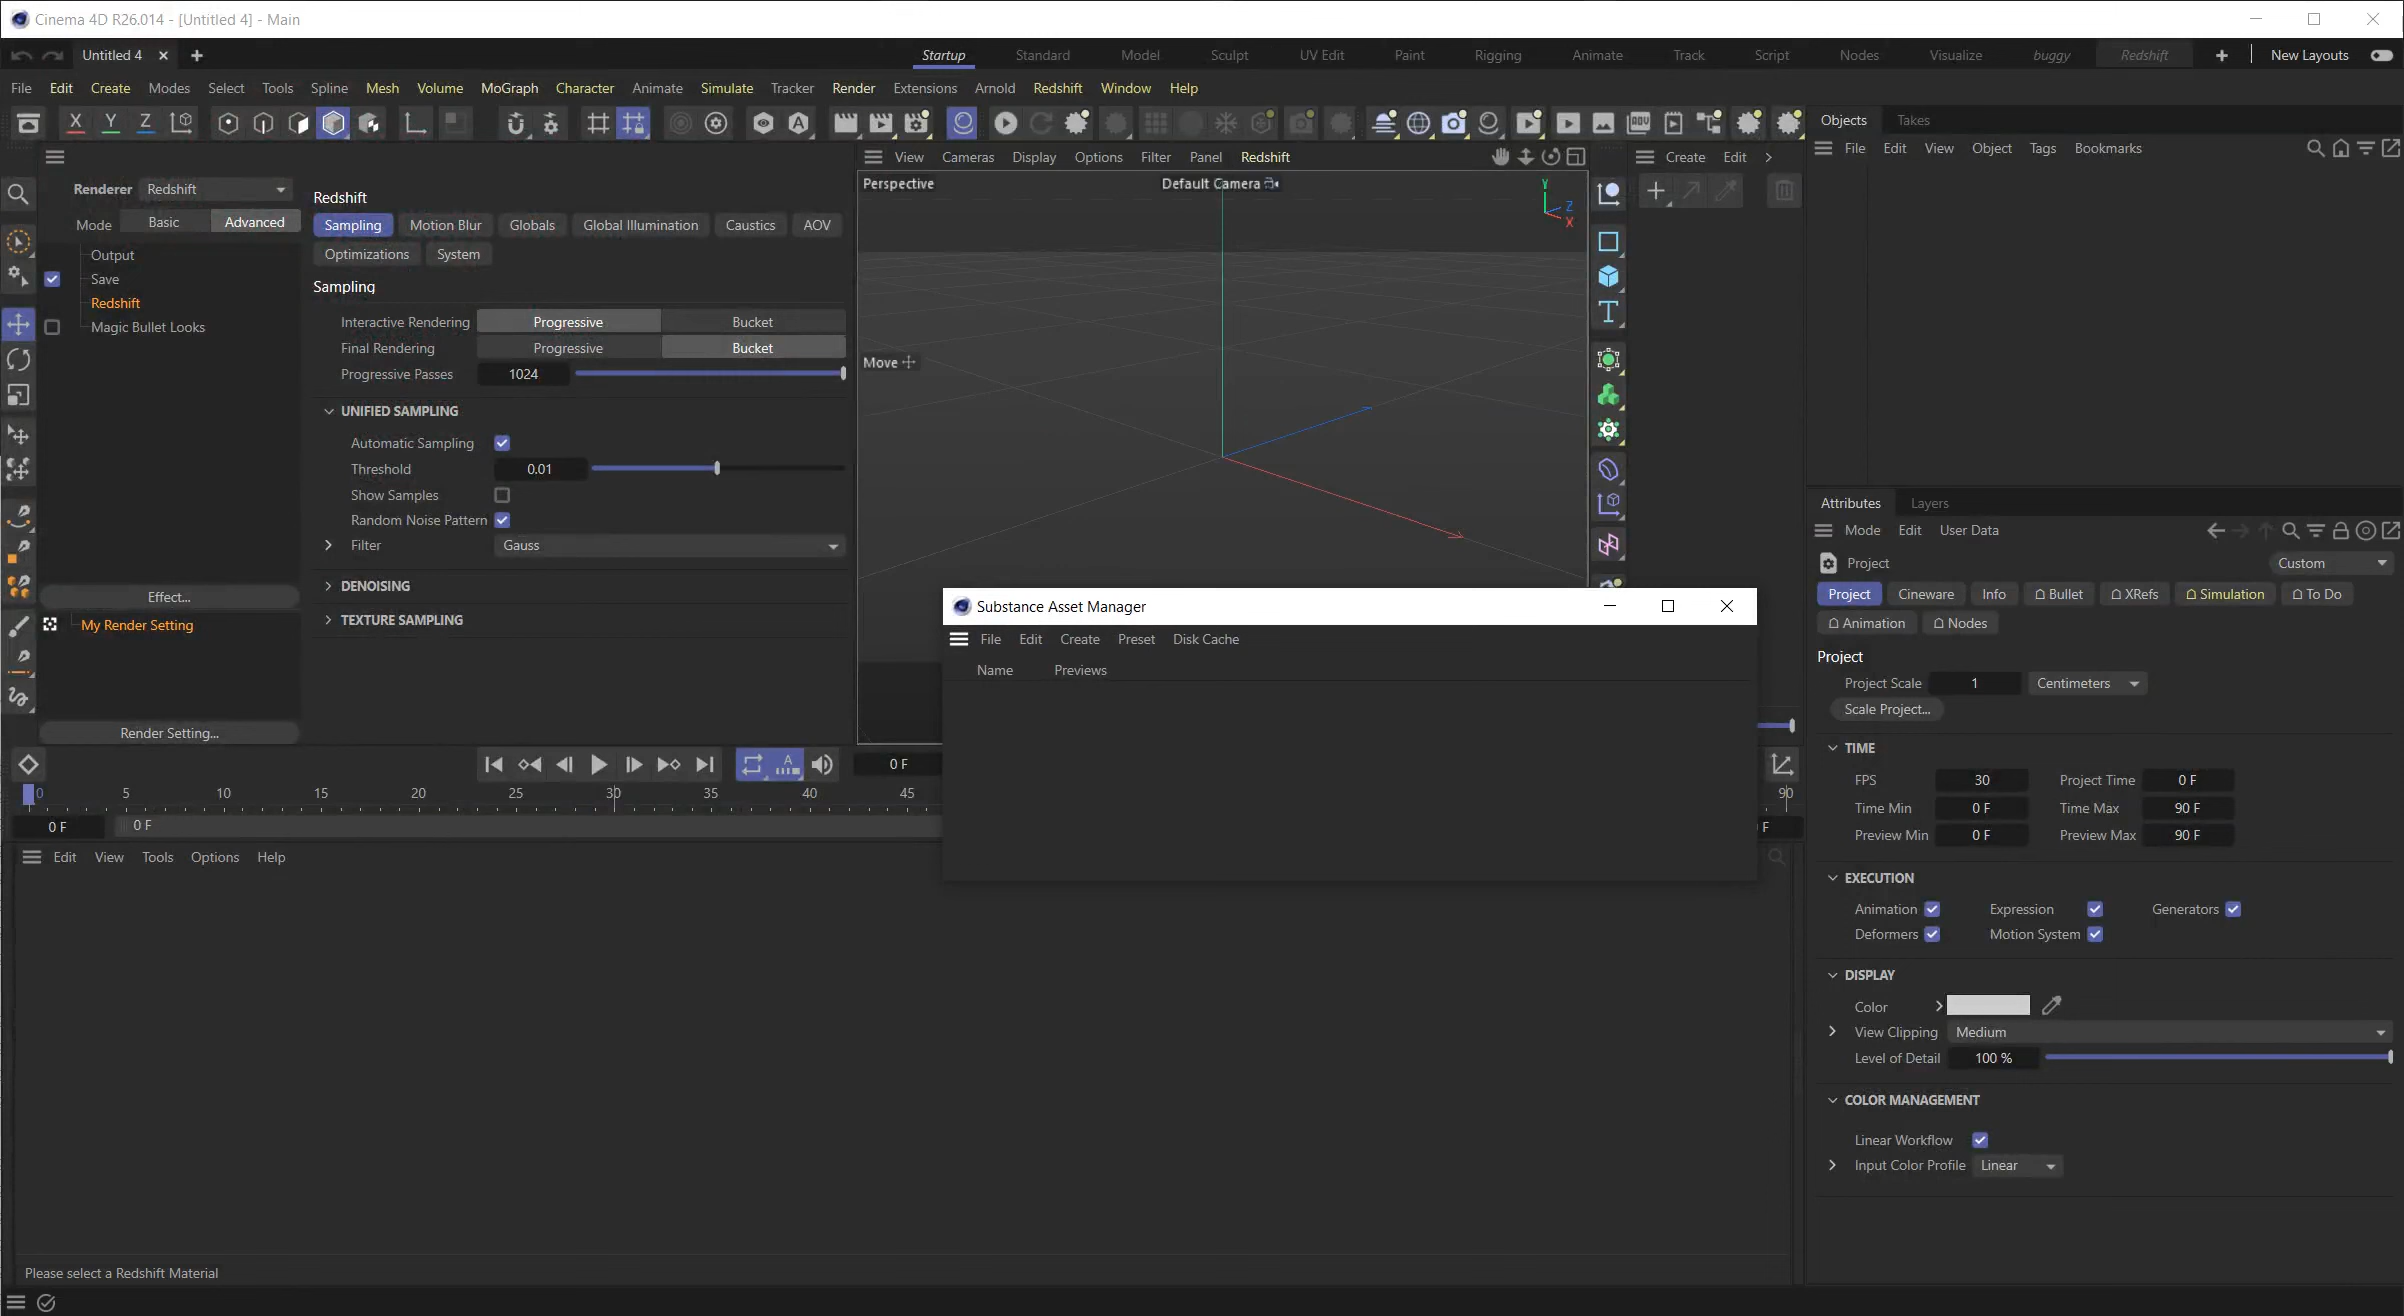 Cinema 4D R26.014 - [Untitled 4] - Main
Untitled 4
Startup
Standard
Model
Sculpt
UV Edit
Paint
Rigging
Animate
Track
Script
Nodes
Visualize
buggy
Redshift
New Layouts
File Edit Create Modes Select Tools Spline Mesh Volume MoGraph Character Animate Simulate Tracker Render Extensions Arnold Redshift Window Help
X Y Z
AOV
Renderer Redshift
Mode Basic Advanced
Output
Save
Redshift
Magic Bullet Looks
Effect...
My Render Setting
Render Setting...
Redshift
Sampling Motion Blur Globals Global Illumination Caustics AOV
Optimizations System
Sampling
Interactive Rendering Progressive Bucket
Final Rendering Progressive Bucket
Progressive Passes 1024
UNIFIED SAMPLING
Automatic Sampling
Threshold 0.01
Show Samples
Random Noise Pattern
Filter Gauss
DENOISING
TEXTURE SAMPLING
View Cameras Display Options Filter Panel Redshift
Perspective
Default Camera
Y
Z
X
Move
Create Edit
Substance Asset Manager
File Edit Create Preset Disk Cache
Name Previews
Objects Takes
File Edit View Object Tags Bookmarks
Attributes Layers
Mode Edit User Data
Project Custom
Project Cineware Info Bullet XRefs Simulation To Do
Animation Nodes
Project
Project Scale 1 Centimeters
Scale Project...
TIME
FPS 30 Project Time 0 F
Time Min 0 F Time Max 90 F
Preview Min 0 F Preview Max 90 F
EXECUTION
Animation Expression Generators
Deformers Motion System
DISPLAY
Color
View Clipping Medium
Level of Detail 100 %
COLOR MANAGEMENT
Linear Workflow
Input Color Profile Linear
A
0 F
0 5 10 15 20 25 30 35 40 45 90
0 F 0 F F
Edit View Tools Options Help
Please select a Redshift Material